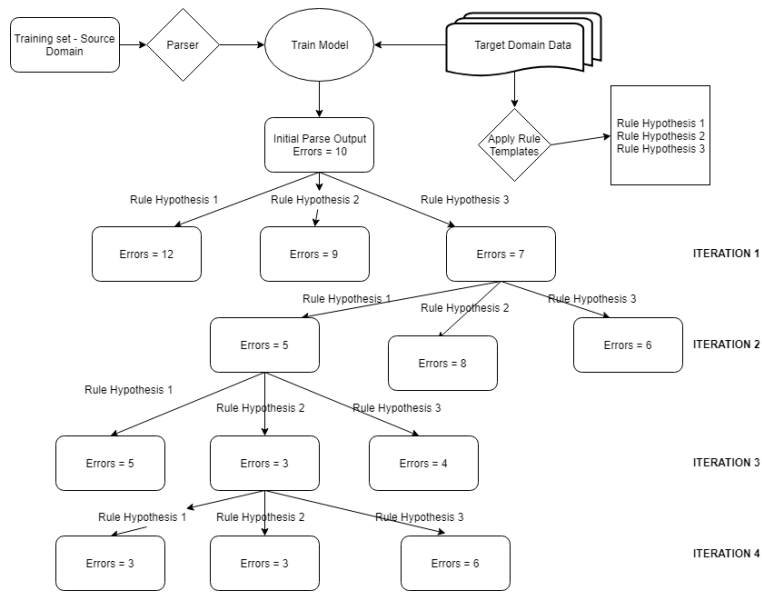 Training set - Source
Domain
Parser
Train Model
Target Domain Data
Initial Parse Output
Errors = 10
Apply Rule
Templates
Rule Hypothesis 1
Rule Hypothesis 2
Rule Hypothesis 3
Rule Hypothesis 1
Rule Hypothesis 2
Rule Hypothesis 3
Errors = 12
Errors = 9
Errors = 7
ITERATION 1
Rule Hypothesis 1
Rule Hypothesis 2
Rule Hypothesis 3
Errors = 5
Errors = 8
Errors = 6
ITERATION 2
Rule Hypothesis 1
Rule Hypothesis 2
Rule Hypothesis 3
Errors = 5
Errors = 3
Errors = 4
ITERATION 3
Rule Hypothesis 1
Rule Hypothesis 2
Rule Hypothesis 3
Errors = 3
Errors = 3
Errors = 6
ITERATION 4